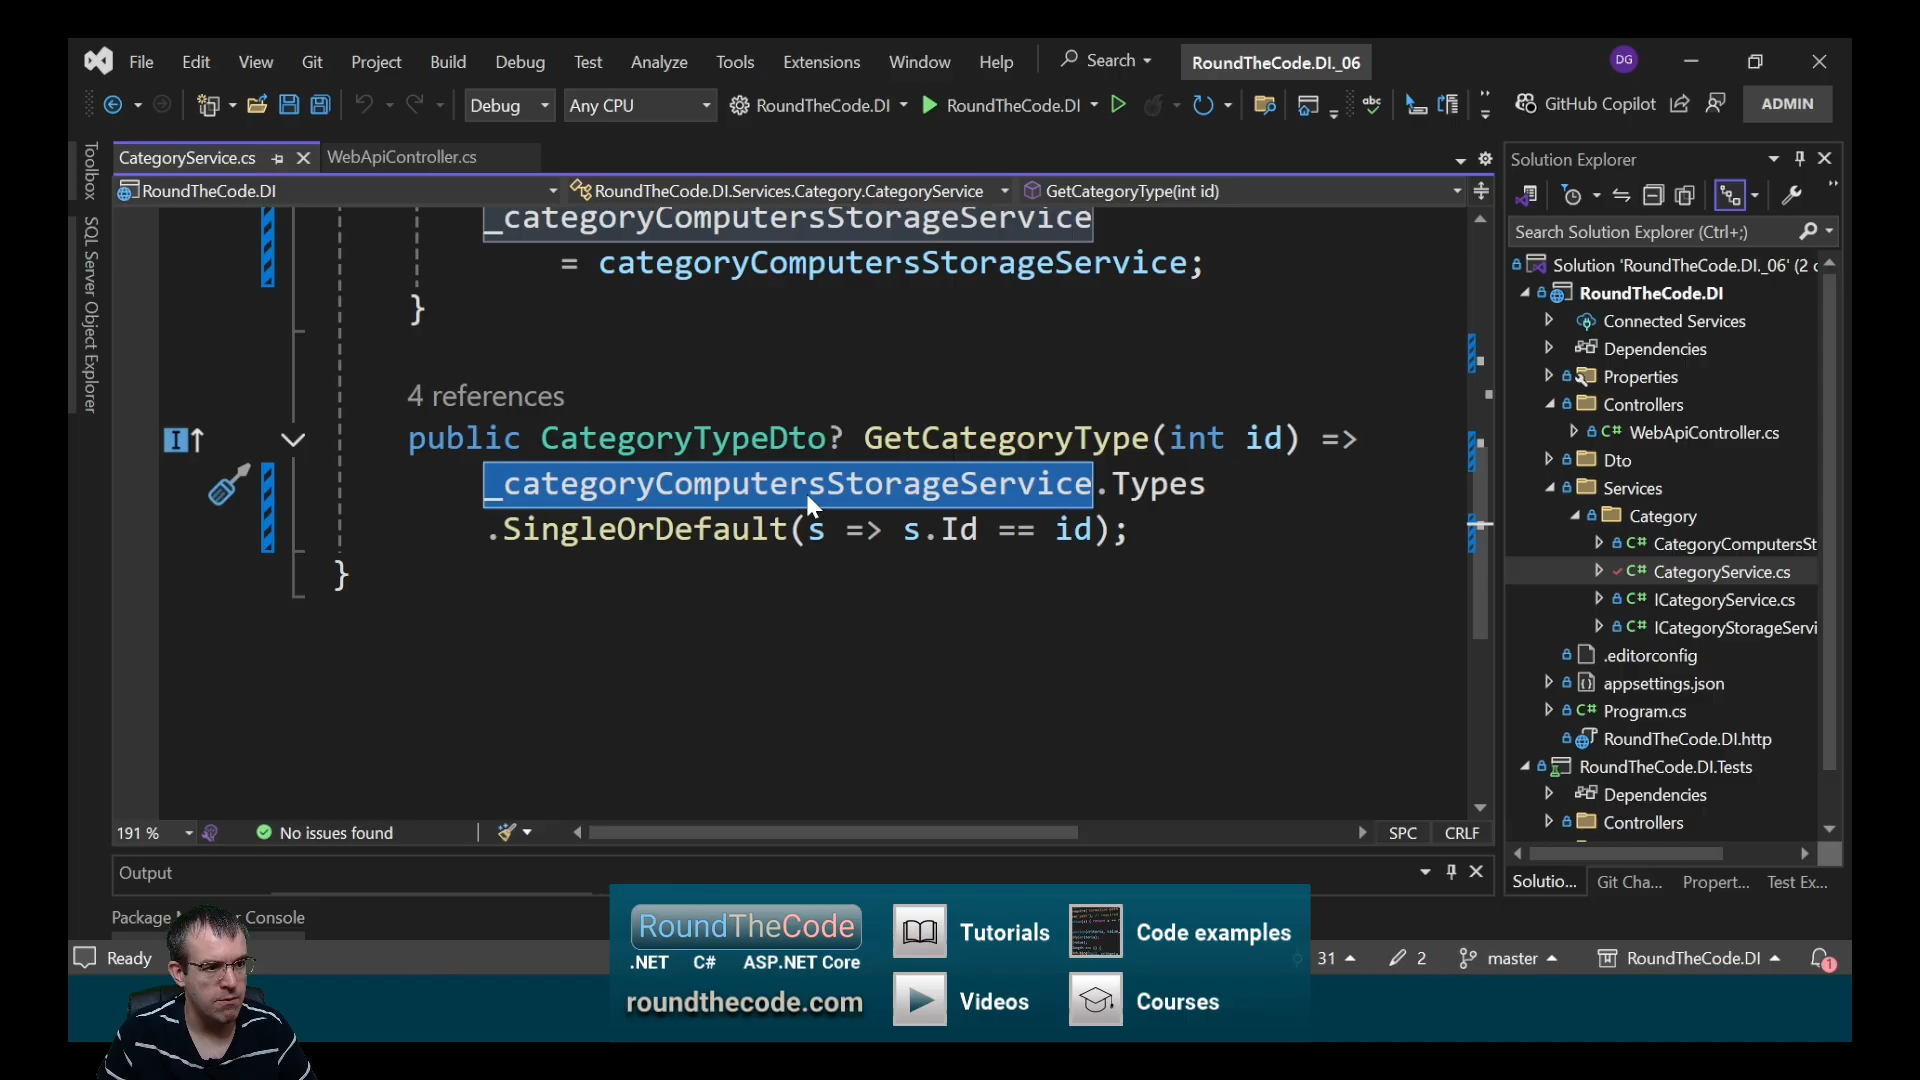 File Edit View Git Project Build Debug Test Analyze Tools Extensions Window Help Search RoundTheCode.DI._06 DG
Debug Any CPU RoundTheCode.DI RoundTheCode.DI abc GitHub Copilot ADMIN
CategoryService.cs WebApiController.cs
RoundTheCode.DI RoundTheCode.DI.Services.Category.CategoryService GetCategoryType(int id)
_categoryComputersStorageService
= categoryComputersStorageService;
}
4 references
public CategoryTypeDto? GetCategoryType(int id) =>
_categoryComputersStorageService.Types
.SingleOrDefault(s => s.Id == id);
}
191 % No issues found SPC CRLF
Output
Package Console
Ready 31 2 master RoundTheCode.DI 1
Toolbox
SQL Server Object Explorer
Solution Explorer
Search Solution Explorer (Ctrl+;)
Solution 'RoundTheCode.DI._06' (2
RoundTheCode.DI
Connected Services
Dependencies
Properties
Controllers
C# WebApiController.cs
Dto
Services
Category
C# CategoryComputersSt
C# CategoryService.cs
C# ICategoryService.cs
C# ICategoryStorageServi
.editorconfig
appsettings.json
C# Program.cs
RoundTheCode.DI.http
RoundTheCode.DI.Tests
Dependencies
Controllers
Solutio... Git Cha... Propert... Test Ex...
RoundTheCode
.NET C# ASP.NET Core
roundthecode.com
Tutorials
Code examples
Videos
Courses